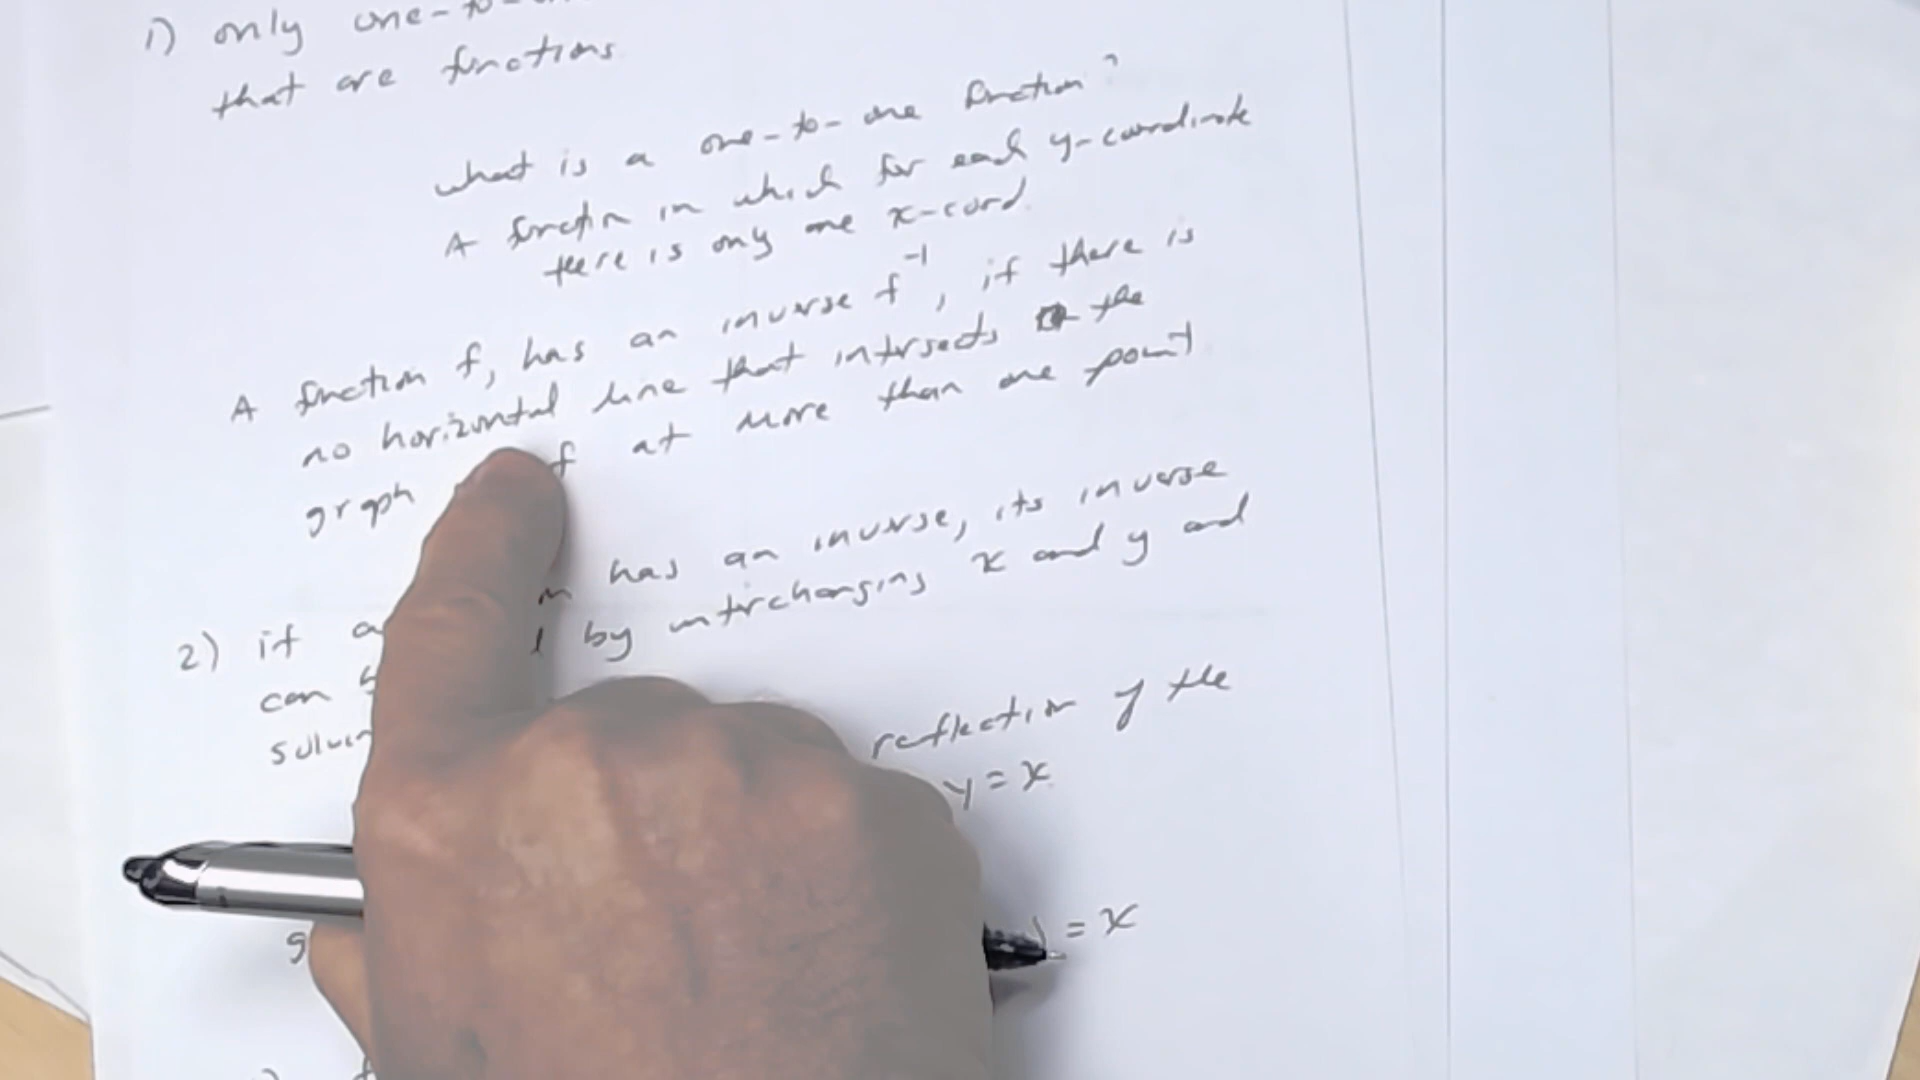 1) only one-to-
that are functions
what is a one-to-one function?
A function in which for each y-coordinate
there is only one x-cord.
A function f, has an inverse f⁻¹, if there is
no horizontal line that intersects the
graph f at more than one point
2) if a has an inverse, its inverse
can by interchanging x and y and
reflection of the
y = x
= x